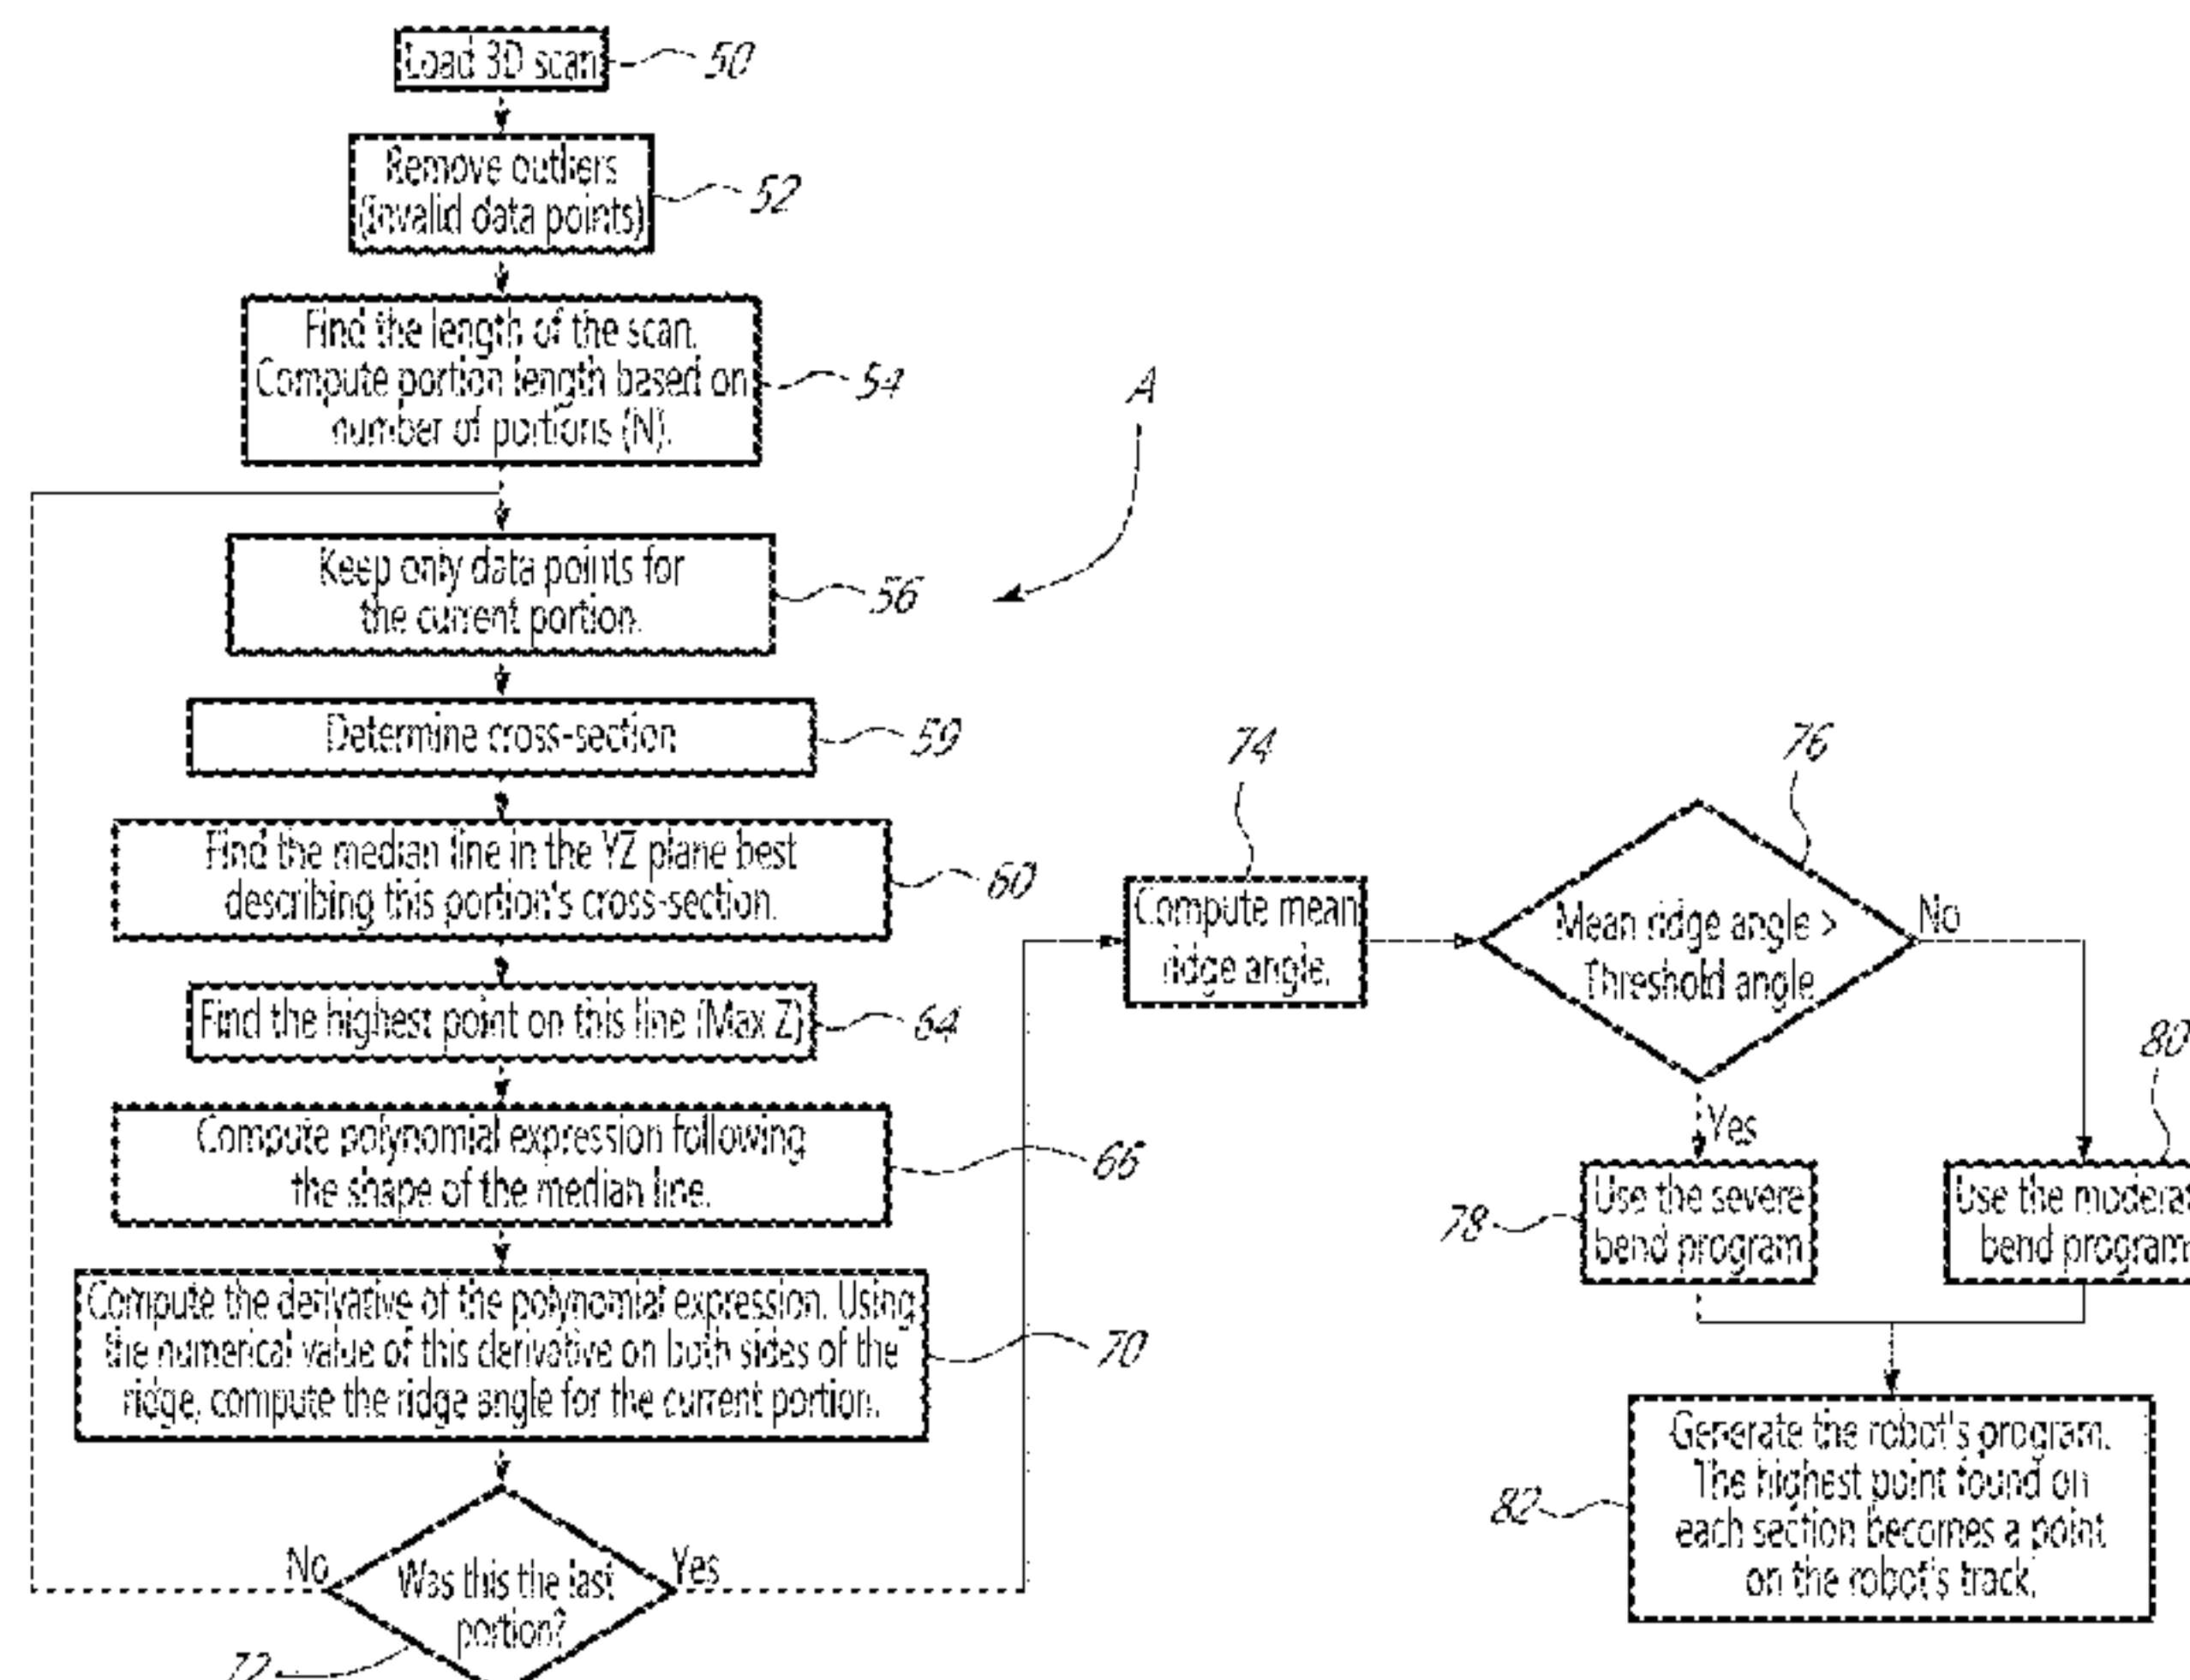 Load 3D scan
50
Remove outliers
(Invalid data points)
52
Find the length of the scan.
Compute portion length based on
number of portions (N).
54
A
Keep only data points for
the current portion.
56
Determine cross-section
59
Find the median line in the YZ plane best
describing this portion's cross-section.
60
Find the highest point on this line (Max Z)
64
Compute polynomial expression following
the shape of the median line.
66
Compute the derivative of the polynomial expression. Using
the numerical value of this derivative on both sides of the
ridge, compute the ridge angle for the current portion.
70
Was this the last
portion?
No
Yes
72
74
Compute mean
ridge angle.
76
Mean ridge angle >
Threshold angle
No
Yes
78
Use the severe
bend program
80
Use the moderat
bend program
82
Generate the robot's program.
The highest point found on
each section becomes a point
on the robot's track.